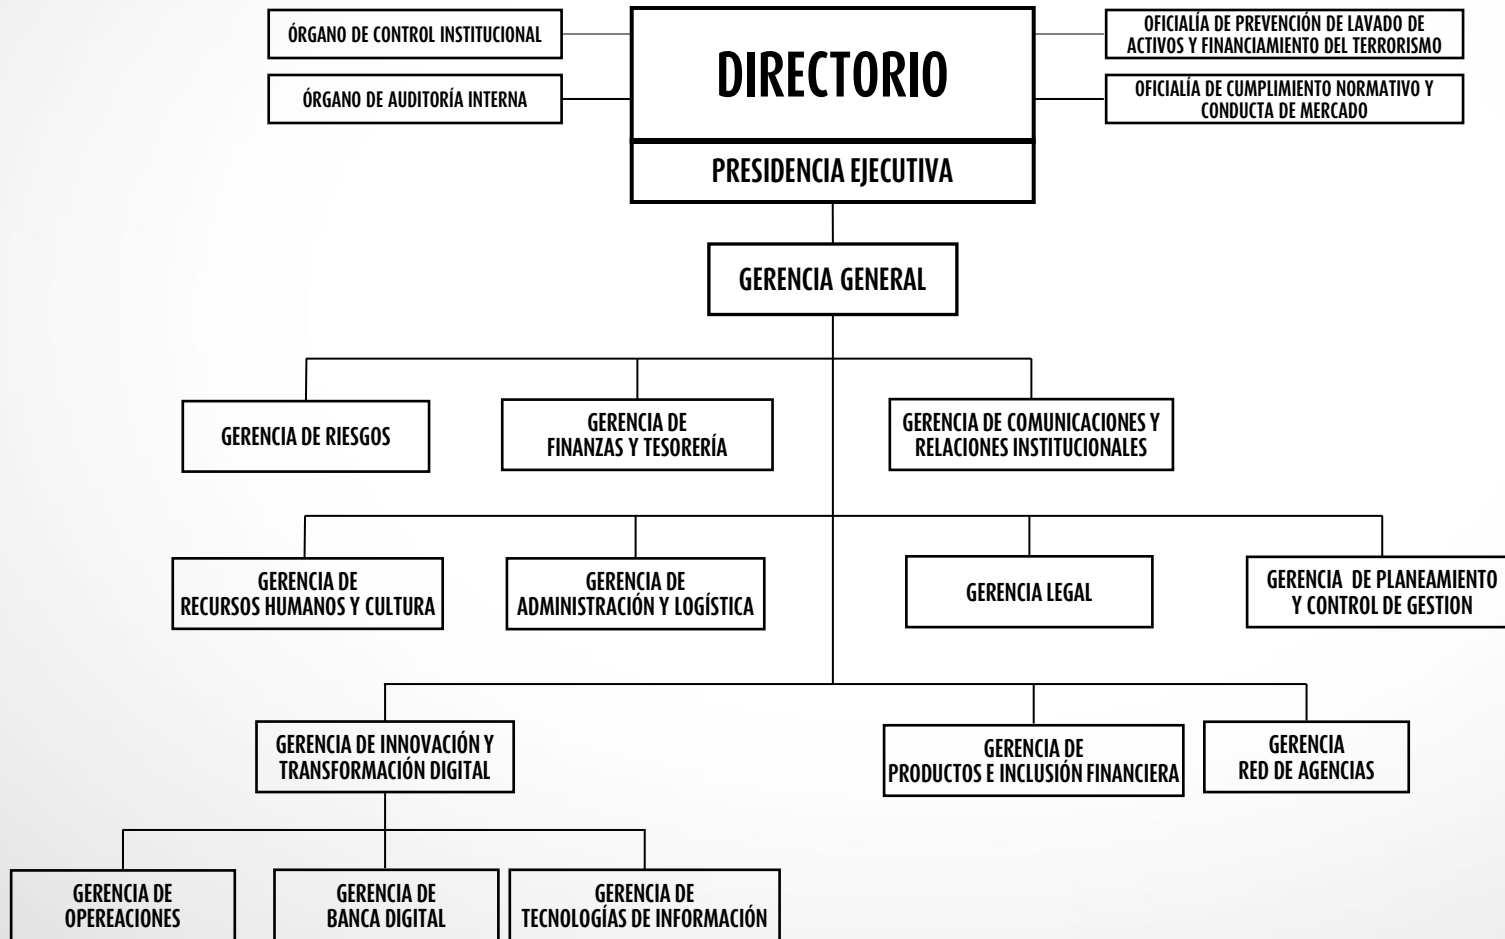 ÓRGANO DE CONTROL INSTITUCIONAL
ÓRGANO DE AUDITORÍA INTERNA
DIRECTORIO
PRESIDENCIA EJECUTIVA
OFICIALÍA DE PREVENCIÓN DE LAVADO DE
ACTIVOS Y FINANCIAMIENTO DEL TERRORISMO
OFICIALÍA DE CUMPLIMIENTO NORMATIVO Y
CONDUCTA DE MERCADO
GERENCIA GENERAL
GERENCIA DE RIESGOS
GERENCIA DE
FINANZAS Y TESORERÍA
GERENCIA DE COMUNICACIONES Y
RELACIONES INSTITUCIONALES
GERENCIA DE
RECURSOS HUMANOS Y CULTURA
GERENCIA DE
ADMINISTRACIÓN Y LOGÍSTICA
GERENCIA LEGAL
GERENCIA DE PLANEAMIENTO
Y CONTROL DE GESTION
GERENCIA DE INNOVACIÓN Y
TRANSFORMACIÓN DIGITAL
GERENCIA DE
PRODUCTOS E INCLUSIÓN FINANCIERA
GERENCIA
RED DE AGENCIAS
GERENCIA DE
OPEREACIONES
GERENCIA DE
BANCA DIGITAL
GERENCIA DE
TECNOLOGÍAS DE INFORMACIÓN